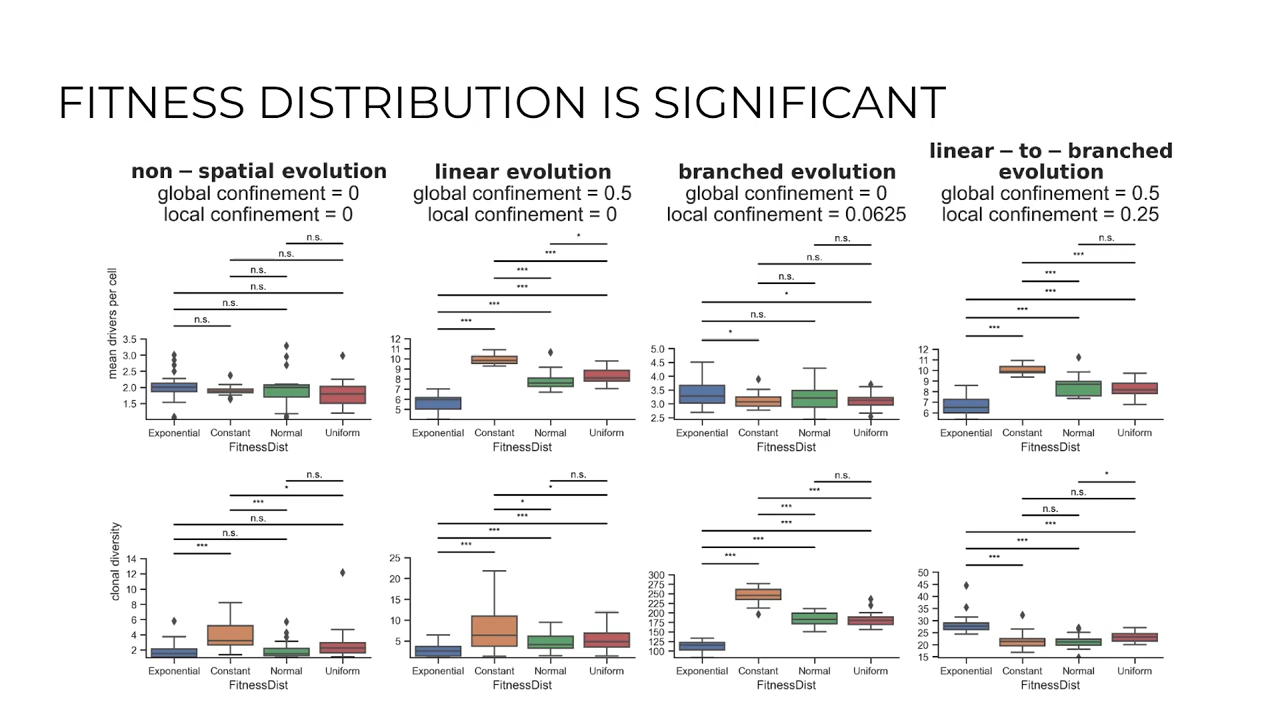 FITNESS DISTRIBUTION IS SIGNIFICANT
non – spatial evolution
global confinement = 0
local confinement = 0
linear evolution
global confinement = 0.5
local confinement = 0
branched evolution
global confinement = 0
local confinement = 0.0625
linear – to – branched
evolution
global confinement = 0.5
local confinement = 0.25
mean drivers per cell
n.s.
n.s.
n.s.
n.s.
n.s.
n.s.
3.5
3.0
2.5
2.0
1.5
Exponential Constant Normal Uniform
FitnessDist
*
***
***
***
***
***
12
11
10
9
8
7
6
5
Exponential Constant Normal Uniform
FitnessDist
n.s.
n.s.
n.s.
*
n.s.
*
5.0
4.5
4.0
3.5
3.0
2.5
Exponential Constant Normal Uniform
FitnessDist
n.s.
***
***
***
***
***
12
11
10
9
8
7
6
Exponential Constant Normal Uniform
FitnessDist
clonal diversity
n.s.
*
***
n.s.
n.s.
***
14
12
10
8
6
4
2
Exponential Constant Normal Uniform
FitnessDist
n.s.
*
*
***
***
***
25
20
15
10
5
Exponential Constant Normal Uniform
FitnessDist
n.s.
***
***
***
***
***
300
275
250
225
200
175
150
125
100
Exponential Constant Normal Uniform
FitnessDist
*
n.s.
n.s.
***
***
***
50
45
40
35
30
25
20
15
Exponential Constant Normal Uniform
FitnessDist